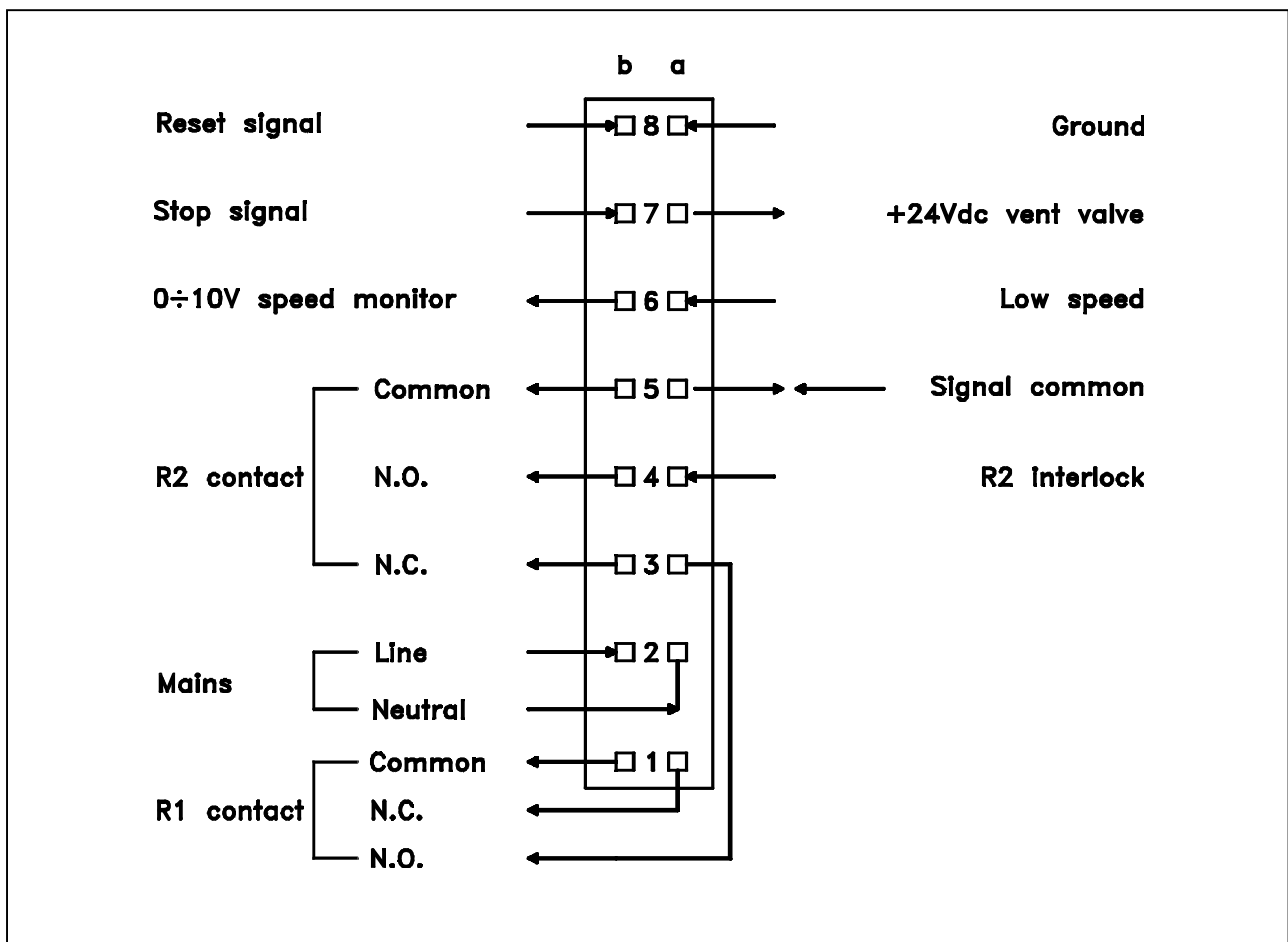 b a
Reset signal 8 Ground
Stop signal 7 +24Vdc vent valve
0÷10V speed monitor 6 Low speed
Common 5 Signal common
R2 contact N.O. 4 R2 interlock
N.C. 3
Line 2
Mains
Neutral
Common 1
R1 contact N.C.
N.O.